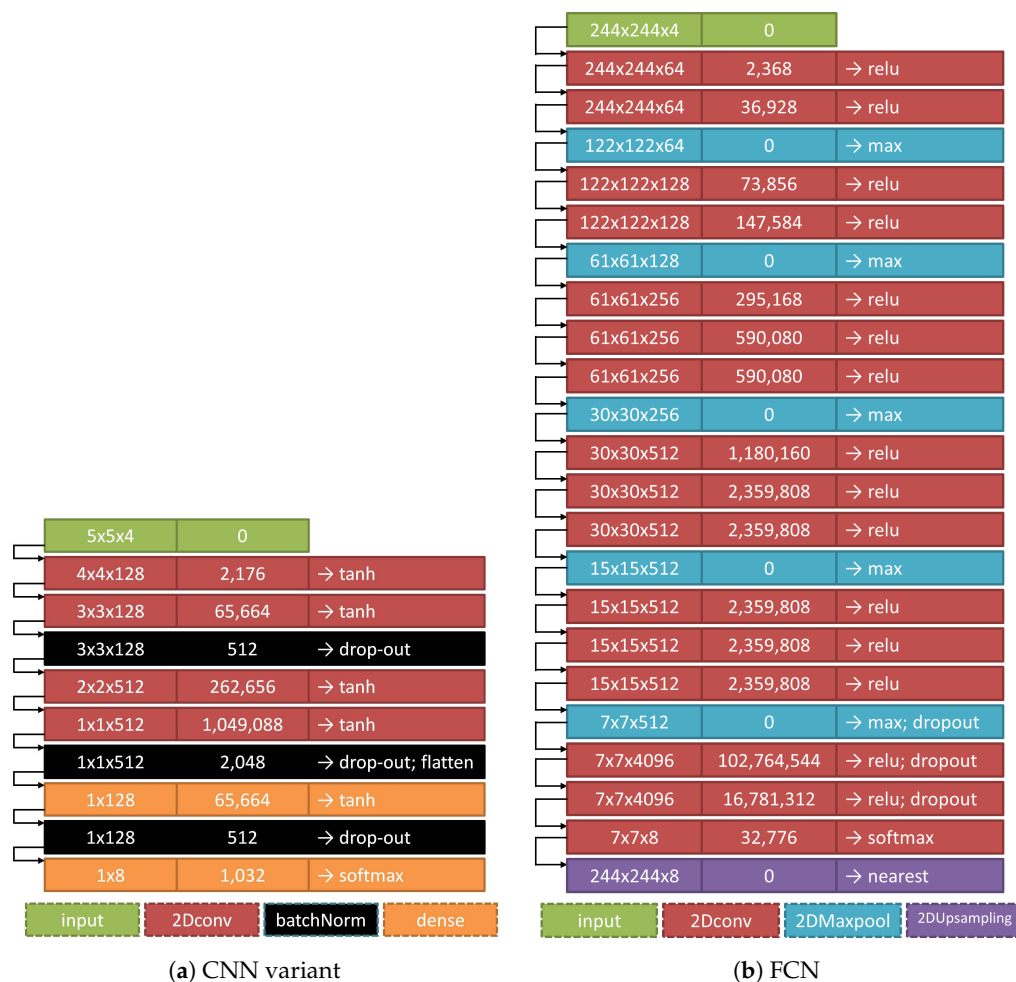 5x5x4 0
4x4x128 2,176 → tanh
3x3x128 65,664 → tanh
3x3x128 512 → drop-out
2x2x512 262,656 → tanh
1x1x512 1,049,088 → tanh
1x1x512 2,048 → drop-out; flatten
1x128 65,664 → tanh
1x128 512 → drop-out
1x8 1,032 → softmax
input 2Dconv batchNorm dense
(a) CNN variant
244x244x4 0
244x244x64 2,368 → relu
244x244x64 36,928 → relu
122x122x64 0 → max
122x122x128 73,856 → relu
122x122x128 147,584 → relu
61x61x128 0 → max
61x61x256 295,168 → relu
61x61x256 590,080 → relu
61x61x256 590,080 → relu
30x30x256 0 → max
30x30x512 1,180,160 → relu
30x30x512 2,359,808 → relu
30x30x512 2,359,808 → relu
15x15x512 0 → max
15x15x512 2,359,808 → relu
15x15x512 2,359,808 → relu
15x15x512 2,359,808 → relu
7x7x512 0 → max; dropout
7x7x4096 102,764,544 → relu; dropout
7x7x4096 16,781,312 → relu; dropout
7x7x8 32,776 → softmax
244x244x8 0 → nearest
input 2Dconv 2DMaxpool 2DUpsampling
(b) FCN